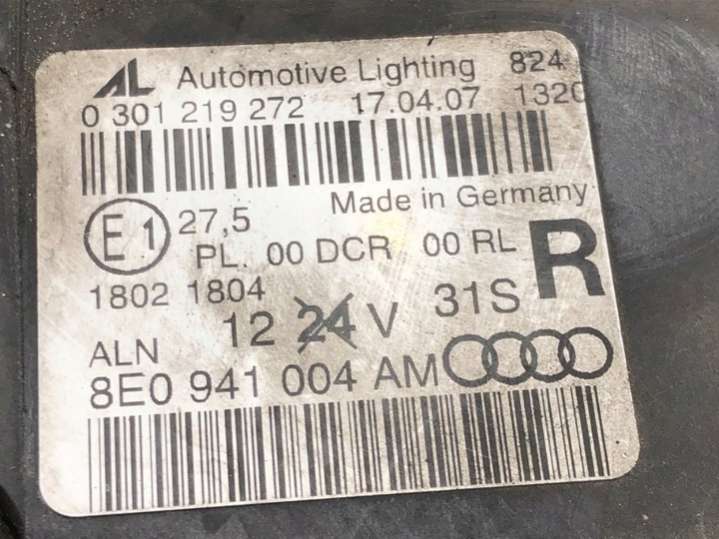 AL Automotive Lighting 824
0 301 219 272 17.04.07 1320
Made in Germany
E1 27,5
PL. 00 DCR 00 RL R
1802 1804
12 24 V 31S
ALN
8E0 941 004 AM